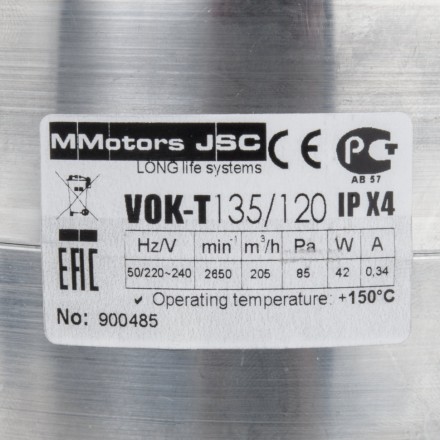 MMotors JSC
LONG life systems
CE
PCT
AB 57
VOK-T135/120 IP X4
Hz/V min⁻¹ m³/h Pa W A
50/220~240 2650 205 85 42 0,34
✓ Operating temperature: +150°C
EAC
No: 900485